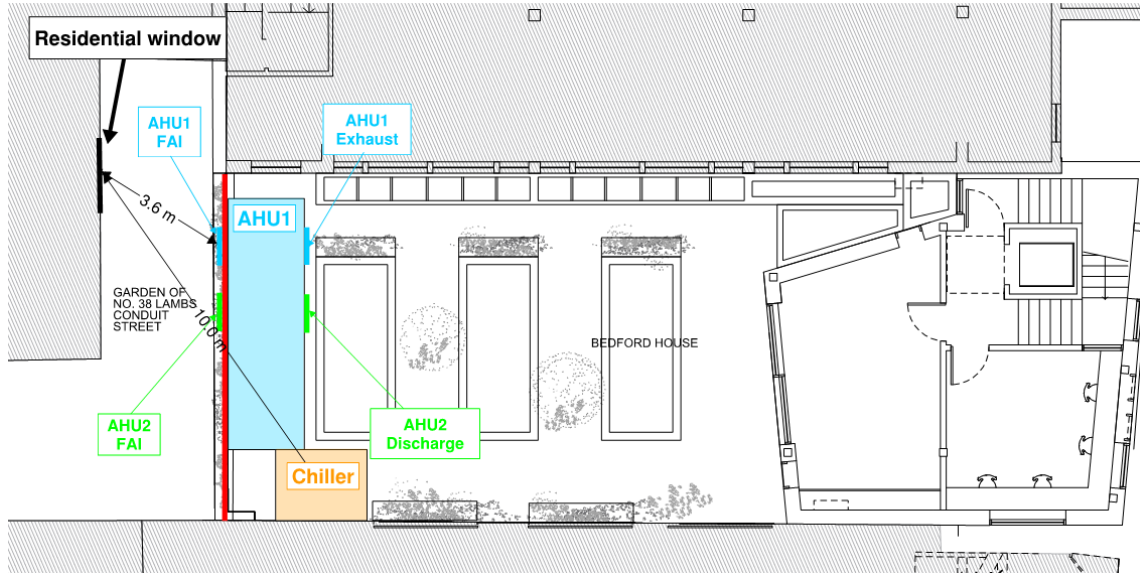 Residential window
AHU1
FAI
AHU1
Exhaust
3.6 m
AHU1
GARDEN OF
NO. 38 LAMBS
CONDUIT
STREET
10.0 m
BEDFORD HOUSE
AHU2
FAI
AHU2
Discharge
Chiller